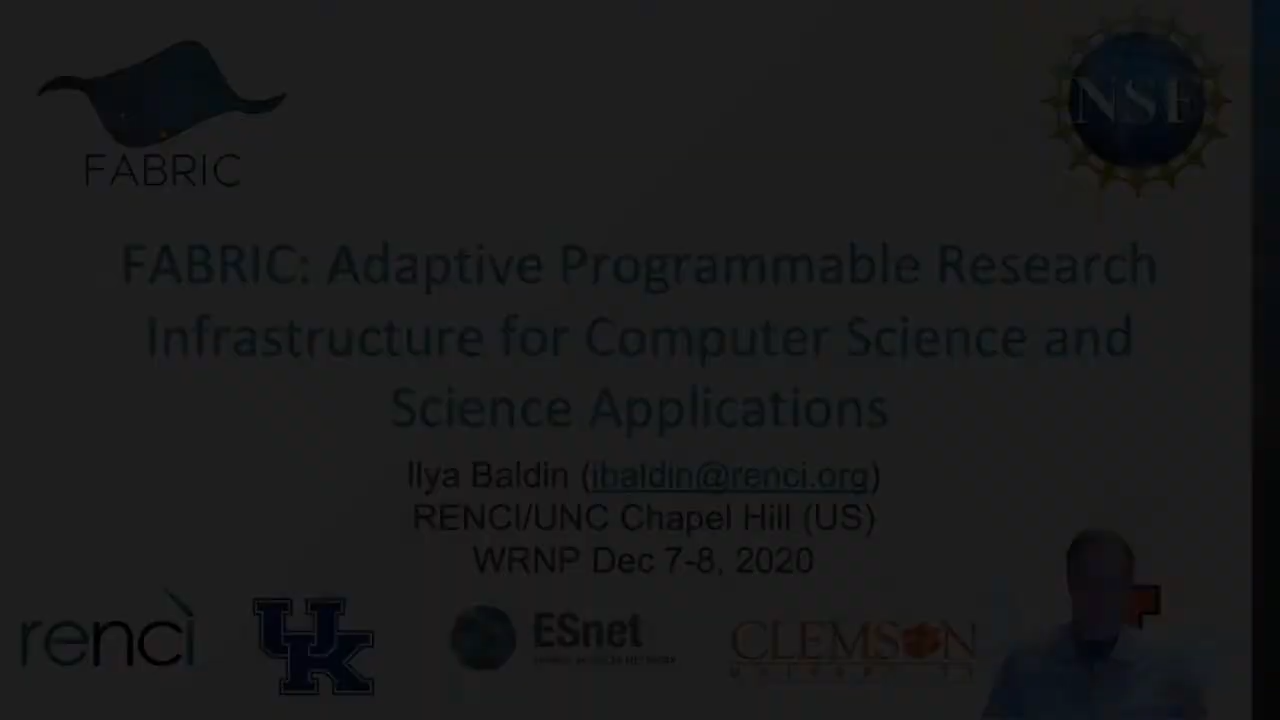 FABRIC
NSF
FABRIC: Adaptive Programmable Research
Infrastructure for Computer Science and
Science Applications
Ilya Baldin (ibaldin@renci.org)
RENCI/UNC Chapel Hill (US)
WRNP Dec 7-8, 2020
renci
UK
ESnet
CLEMSON